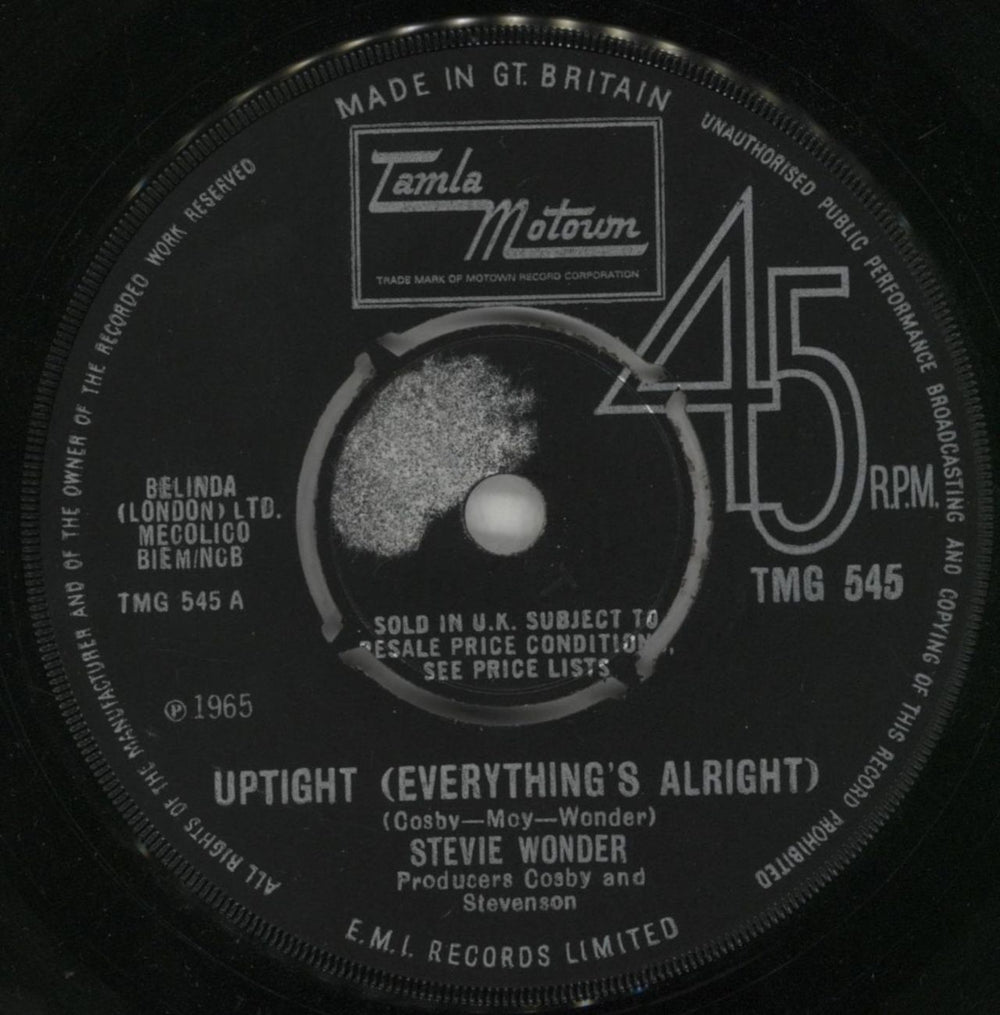 MADE IN GT. BRITAIN
Tamla
Motown
TRADE MARK OF MOTOWN RECORD CORPORATION
45
R.P.M.
TMG 545
BELINDA
(LONDON) LTD.
MECOLICO
BIEM/NCB
TMG 545 A
℗ 1965
SOLD IN U.K. SUBJECT TO
RESALE PRICE CONDITIONS,
SEE PRICE LISTS
UPTIGHT (EVERYTHING'S ALRIGHT)
(Cosby—Moy—Wonder)
STEVIE WONDER
Producers Cosby and
Stevenson
E.M.I. RECORDS LIMITED
ALL RIGHTS OF THE MANUFACTURER AND OF THE OWNER OF THE RECORDED WORK RESERVED
UNAUTHORISED PUBLIC PERFORMANCE BROADCASTING AND COPYING OF THIS RECORD PROHIBITED